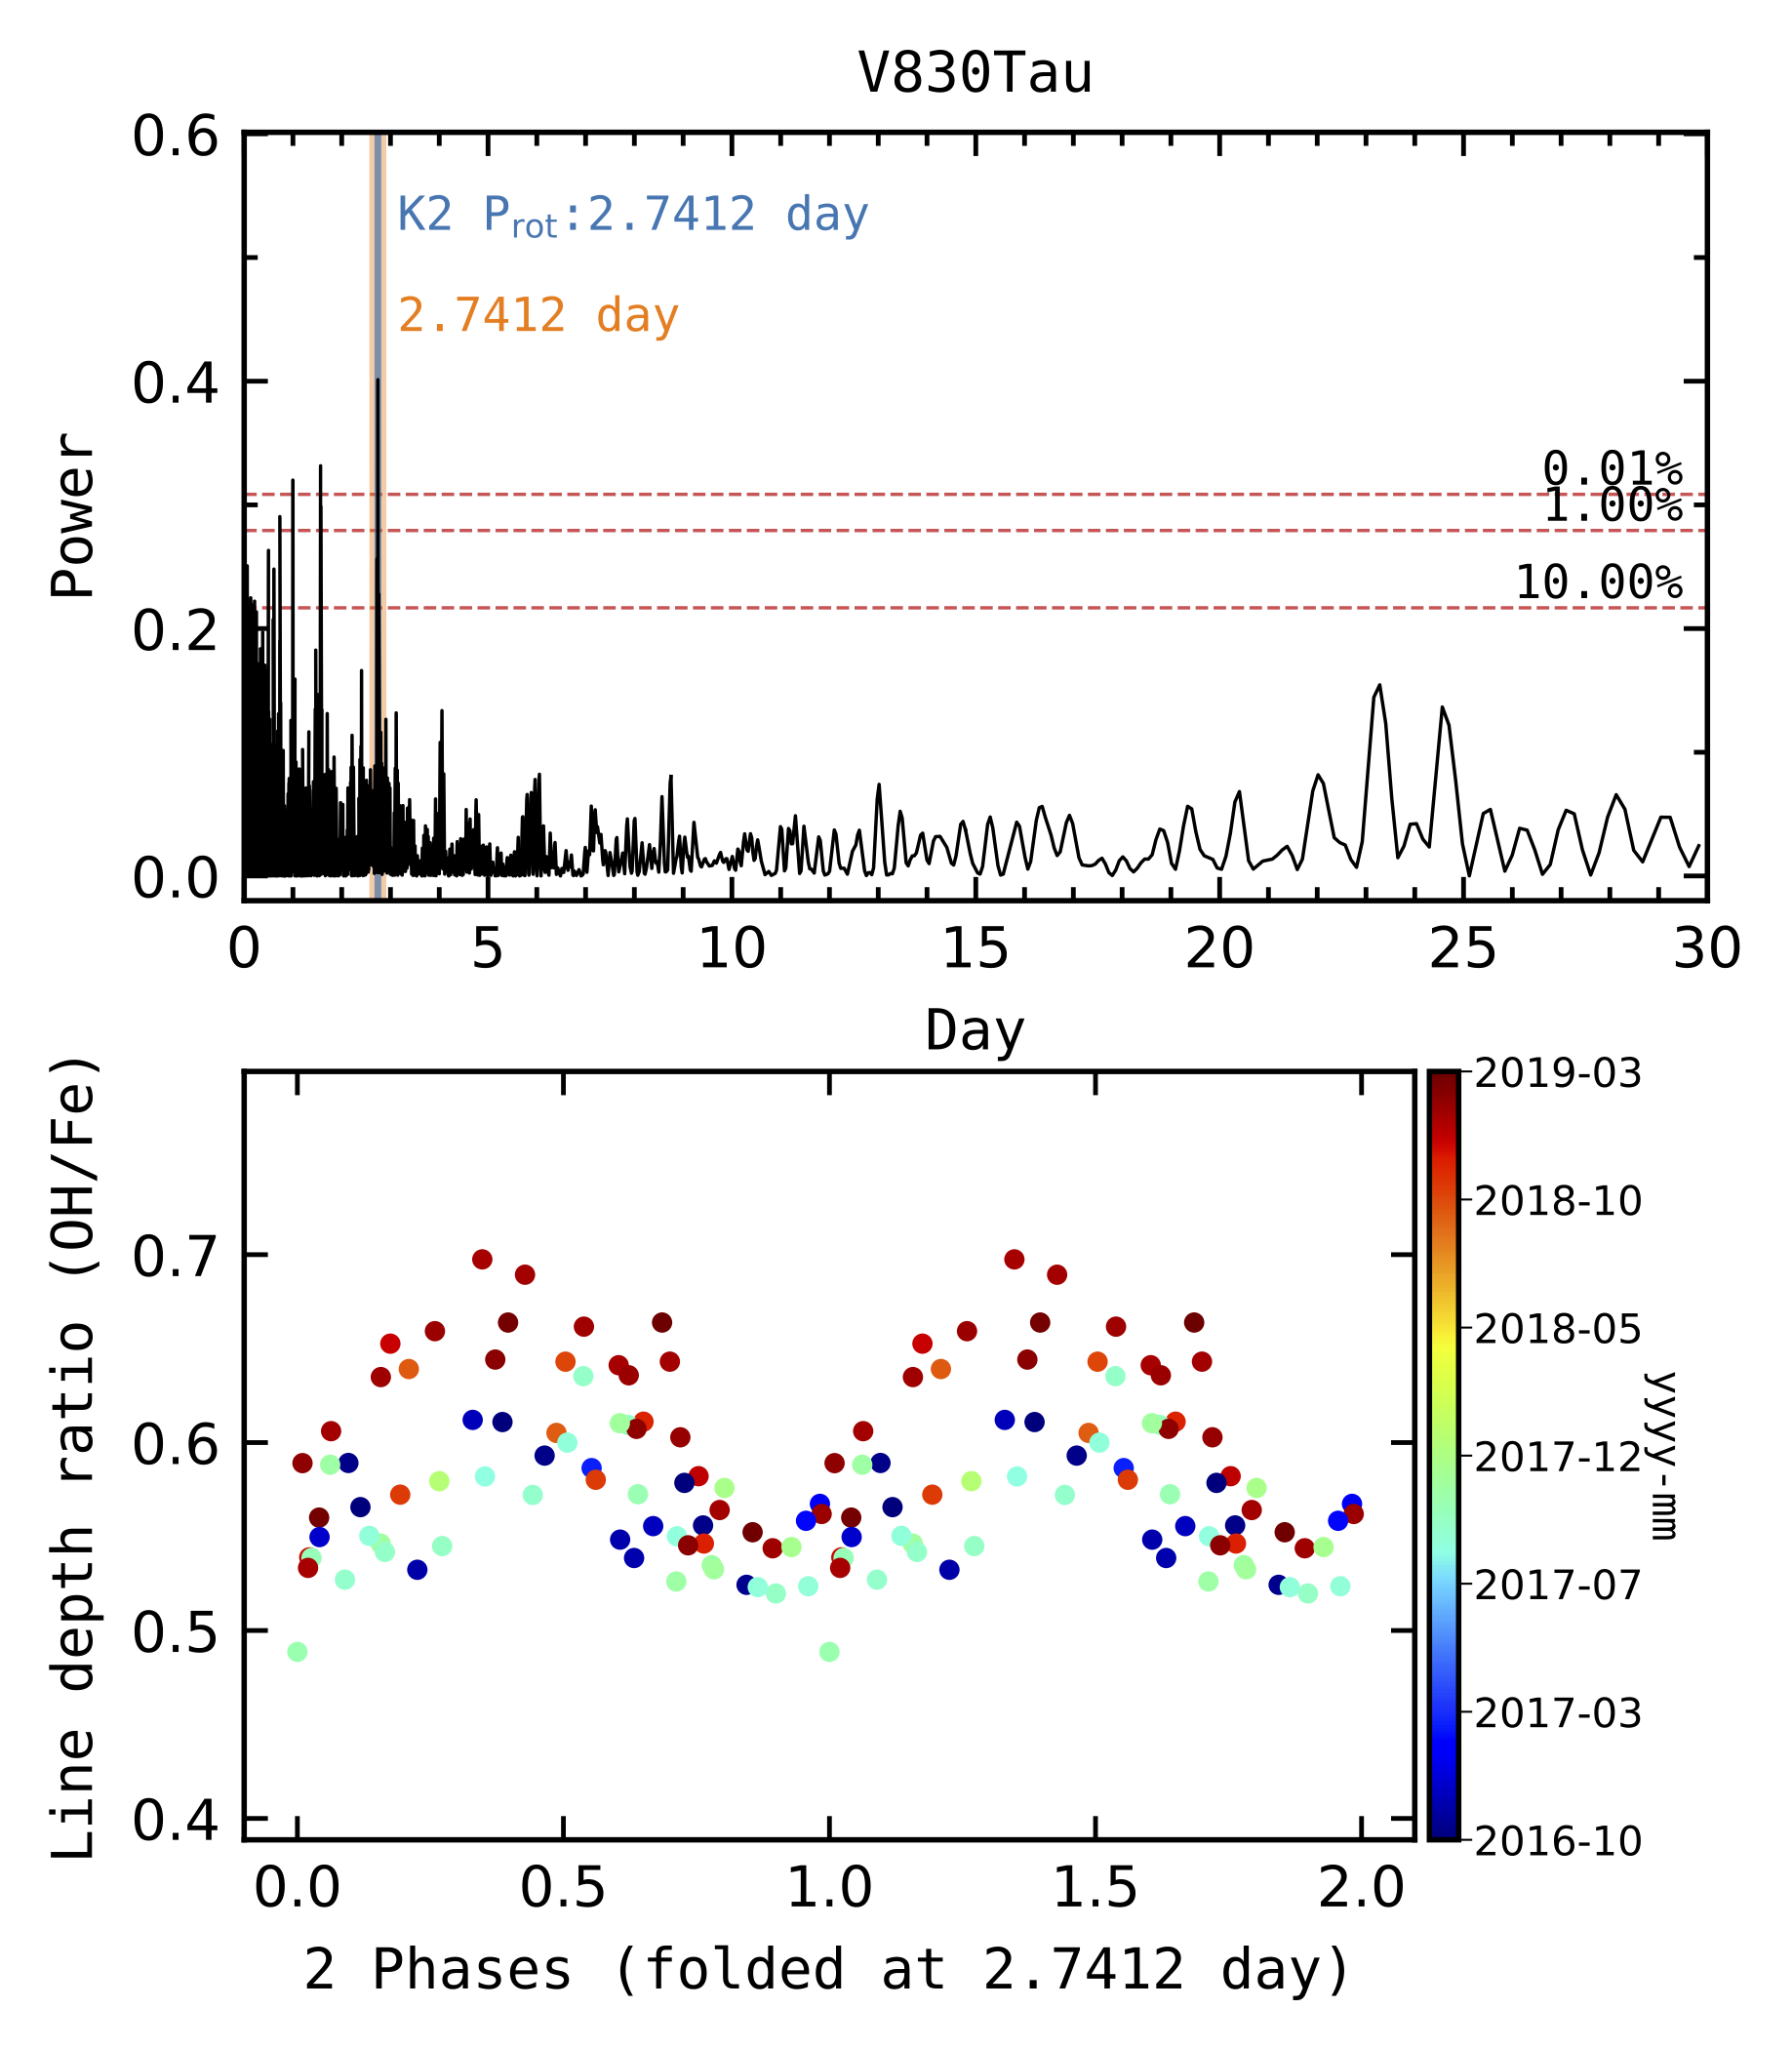 V830Tau
0.6
0.4
0.2
0.0
Power
K2 Prot:2.7412 day
2.7412 day
0.01%
1.00%
10.00%
0 5 10 15 20 25 30
Day
Line depth ratio (OH/Fe)
0.7
0.6
0.5
0.4
0.0 0.5 1.0 1.5 2.0
2 Phases (folded at 2.7412 day)
2019-03
2018-10
2018-05
2017-12
2017-07
2017-03
2016-10
yyyy-mm